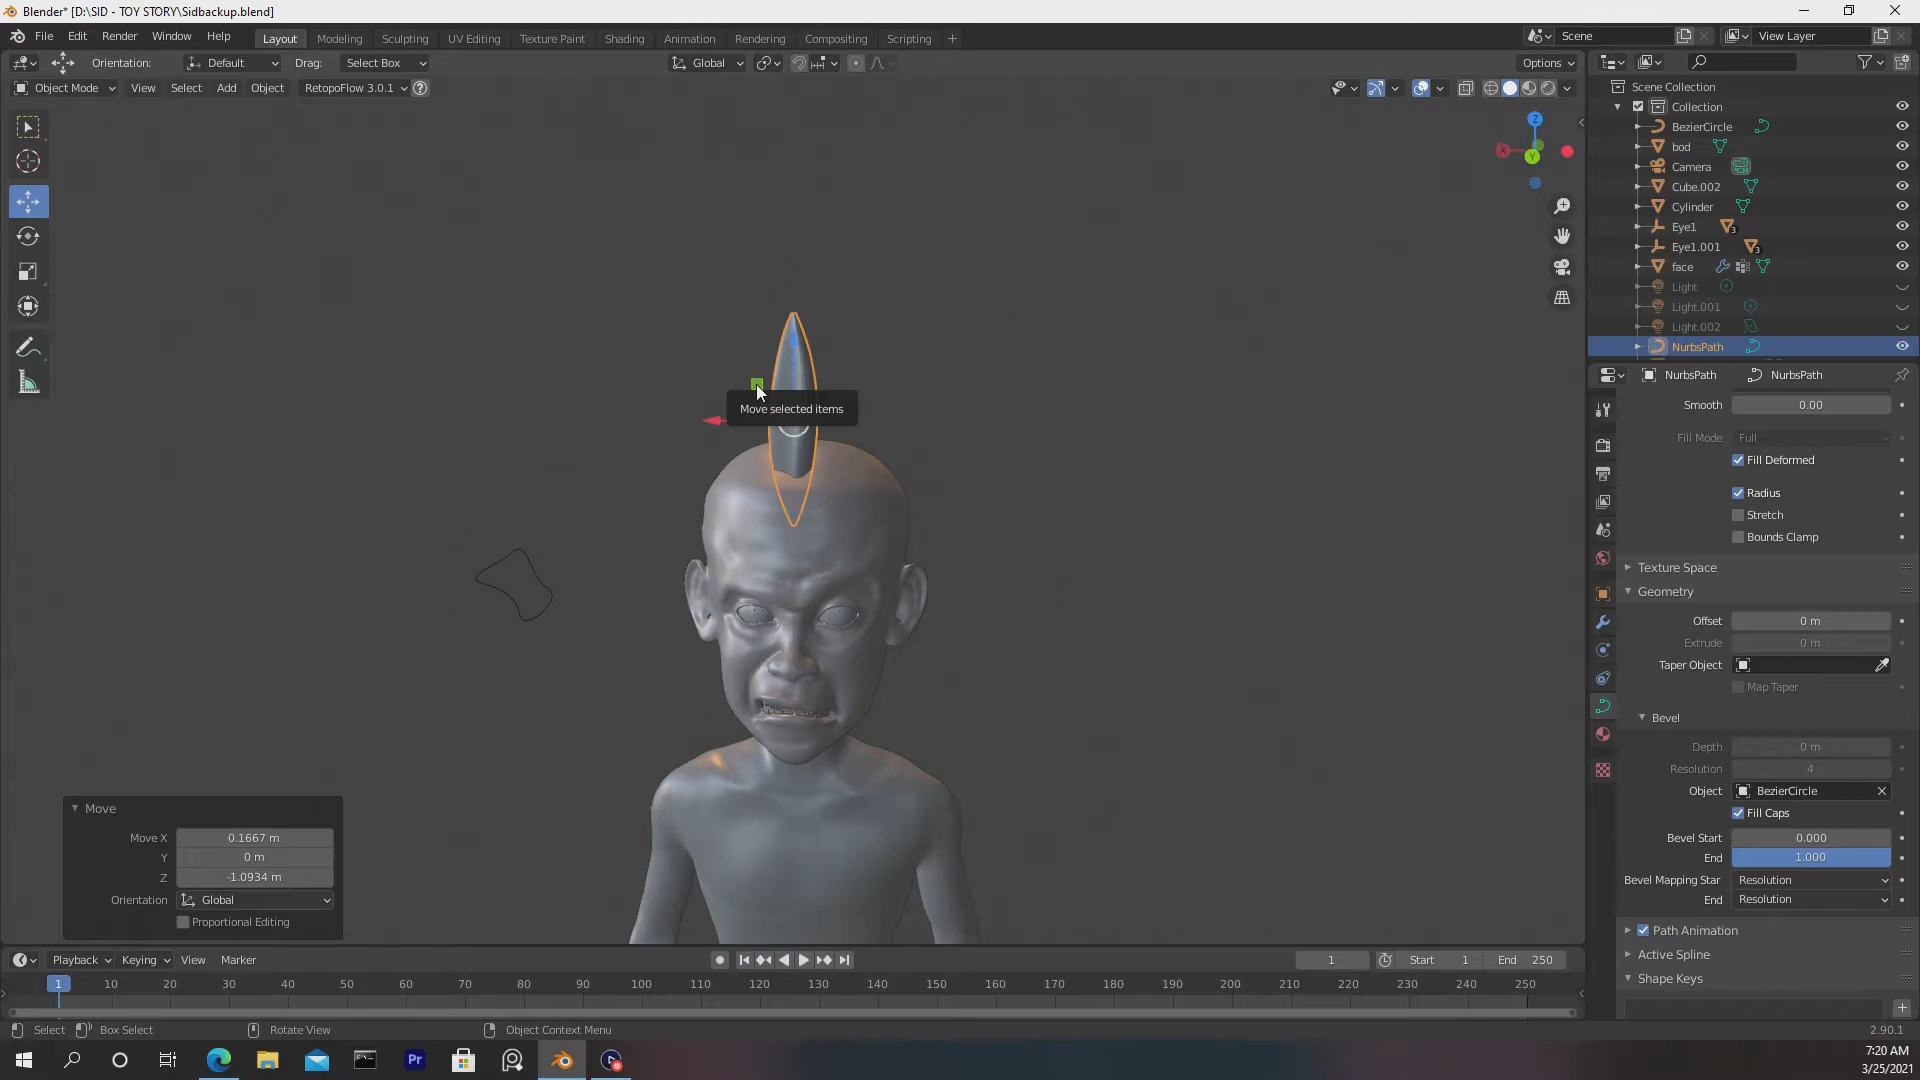 Blender* [D:\SID - TOY STORY\Sidbackup.blend]
File Edit Render Window Help
Layout Modeling Sculpting UV Editing Texture Paint Shading Animation Rendering Compositing Scripting +
Scene
View Layer
Orientation: Default Drag: Select Box
Global
Options
Object Mode View Select Add Object RetopoFlow 3.0.1
Z
X
Y
Scene Collection
Collection
BezierCircle
bod
Camera
Cube.002
Cylinder
Eye1
3
Eye1.001
3
face
Light
Light.001
Light.002
NurbsPath
NurbsPath NurbsPath
Smooth 0.00
Fill Mode Full
Fill Deformed
Radius
Stretch
Bounds Clamp
Texture Space
Geometry
Offset 0 m
Extrude 0 m
Taper Object
Map Taper
Bevel
Depth 0 m
Resolution 4
Object BezierCircle
Fill Caps
Bevel Start 0.000
End 1.000
Bevel Mapping Star Resolution
End Resolution
Path Animation
Active Spline
Shape Keys
Move selected items
Move
Move X 0.1667 m
Y 0 m
Z -1.0934 m
Orientation Global
Proportional Editing
Playback Keying View Marker
1 Start 1 End 250
1 10 20 30 40 50 60 70 80 90 100 110 120 130 140 150 160 170 180 190 200 210 220 230 240 250
Select Box Select Rotate View Object Context Menu
2.90.1
Pr
7:20 AM
3/25/2021